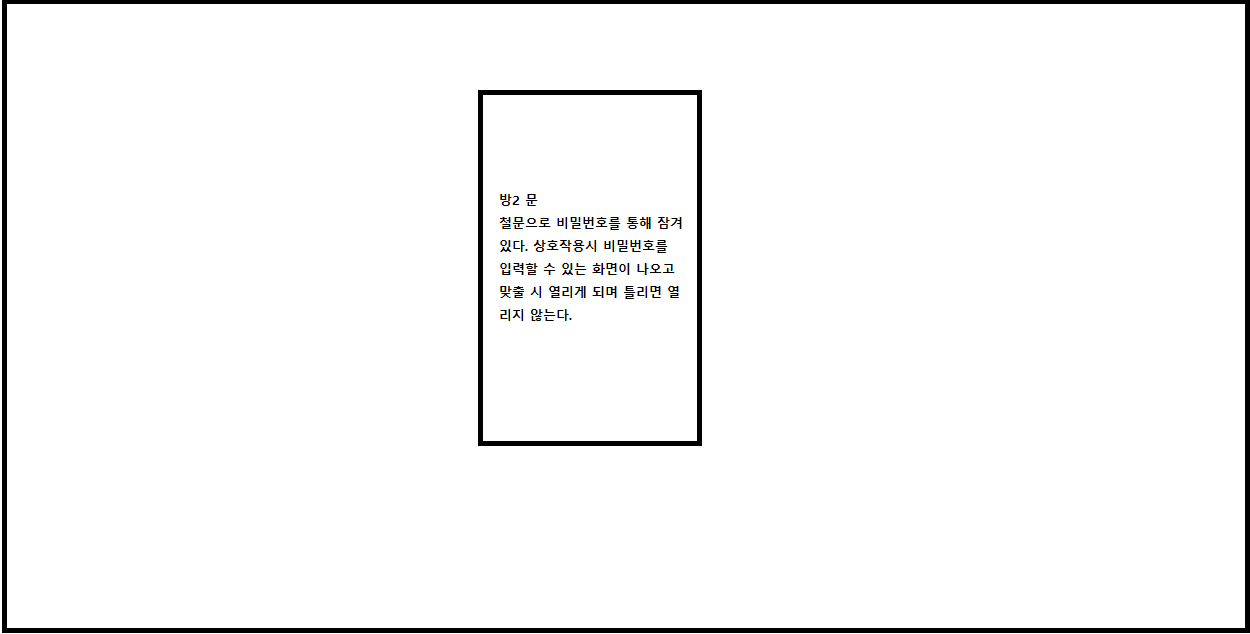 방2 문
철문으로 비밀번호를 통해 잠겨
있다. 상호작용시 비밀번호를
입력할 수 있는 화면이 나오고
맞출 시 열리게 되며 틀리면 열
리지 않는다.